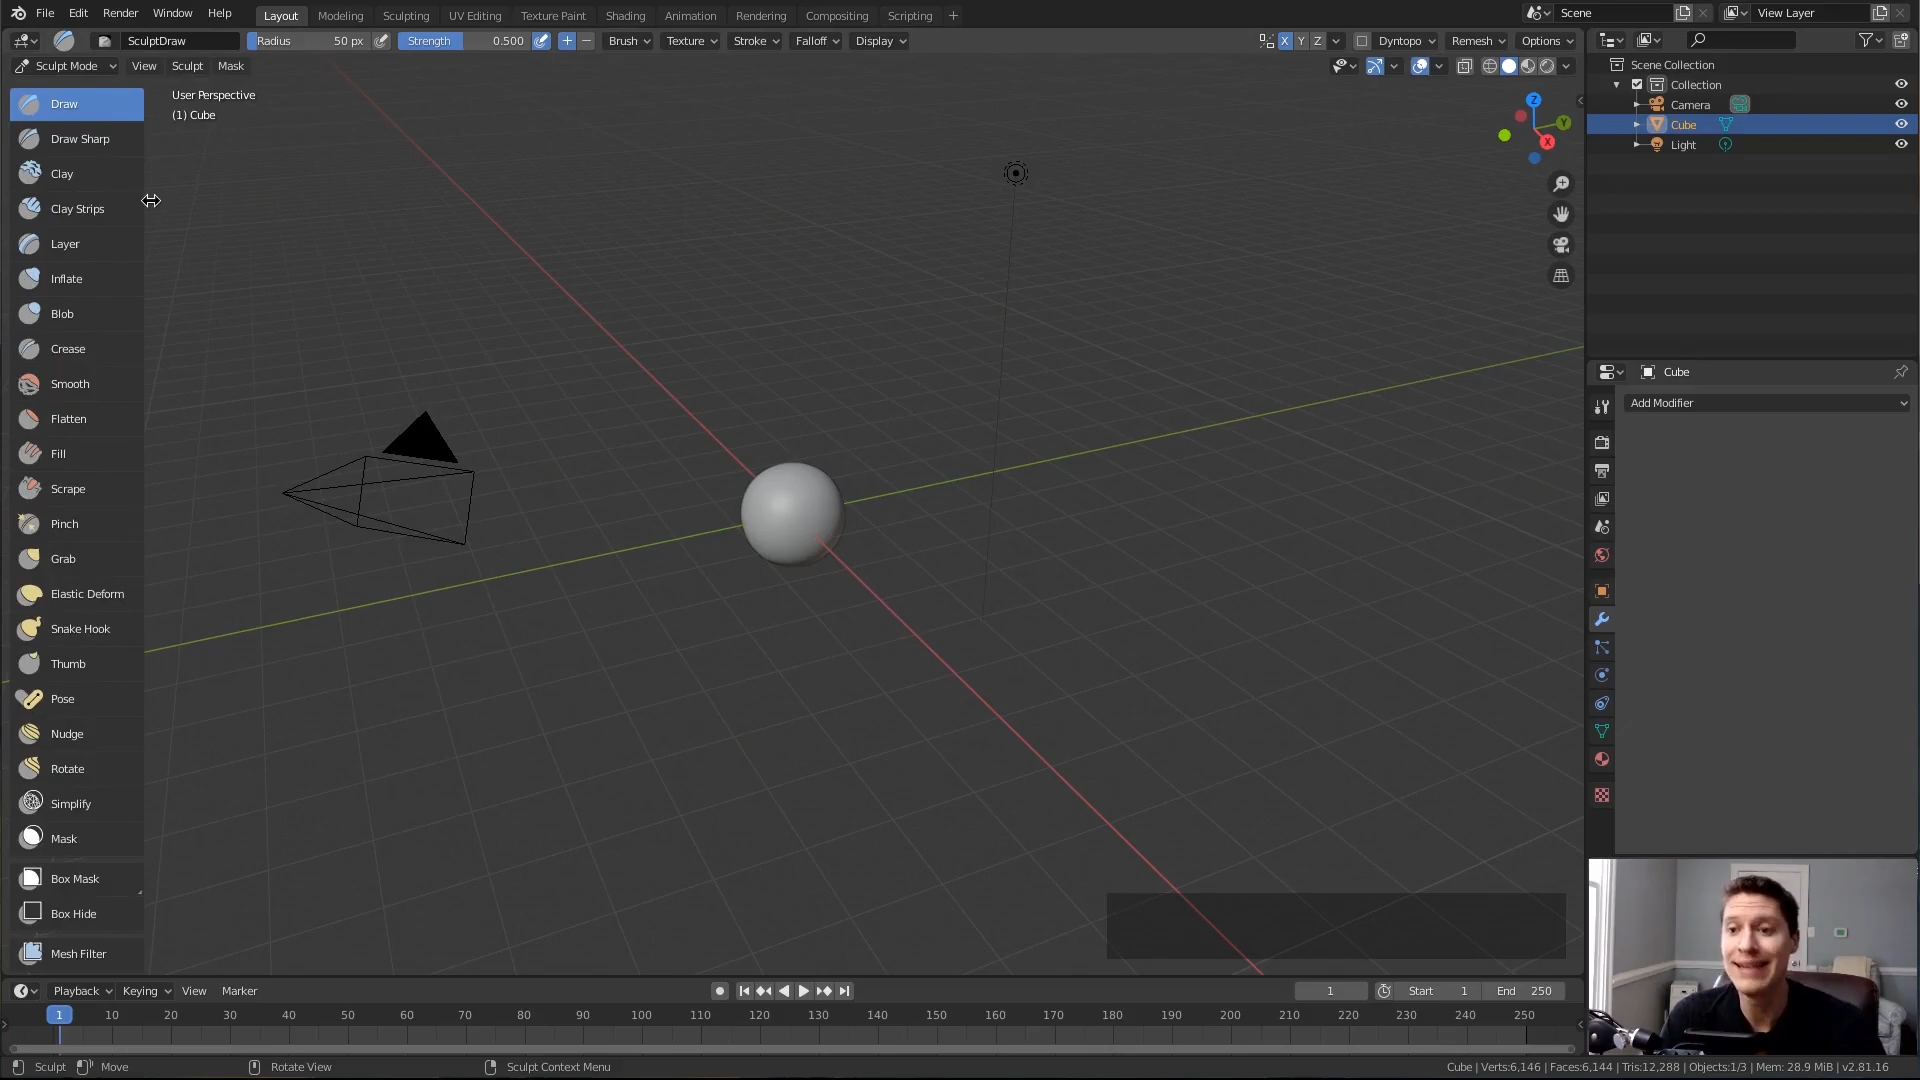 File Edit Render Window Help Layout Modeling Sculpting UV Editing Texture Paint Shading Animation Rendering Compositing Scripting + Scene View Layer
SculptDraw Radius 50 px Strength 0.500 + − Brush Texture Stroke Falloff Display X Y Z Dyntopo Remesh Options
Sculpt Mode View Sculpt Mask
User Perspective
(1) Cube
Draw
Draw Sharp
Clay
Clay Strips
Layer
Inflate
Blob
Crease
Smooth
Flatten
Fill
Scrape
Pinch
Grab
Elastic Deform
Snake Hook
Thumb
Pose
Nudge
Rotate
Simplify
Mask
Box Mask
Box Hide
Mesh Filter
Z
Y
X
Scene Collection
Collection
Camera
Cube
Light
Cube
Add Modifier
Playback Keying View Marker 1 Start 1 End 250
1 10 20 30 40 50 60 70 80 90 100 110 120 130 140 150 160 170 180 190 200 210 220 230 240 250
Sculpt Move Rotate View Sculpt Context Menu Cube | Verts:6,146 | Faces:6,144 | Tris:12,288 | Objects:1/3 | Mem: 28.9 MiB | v2.81.16